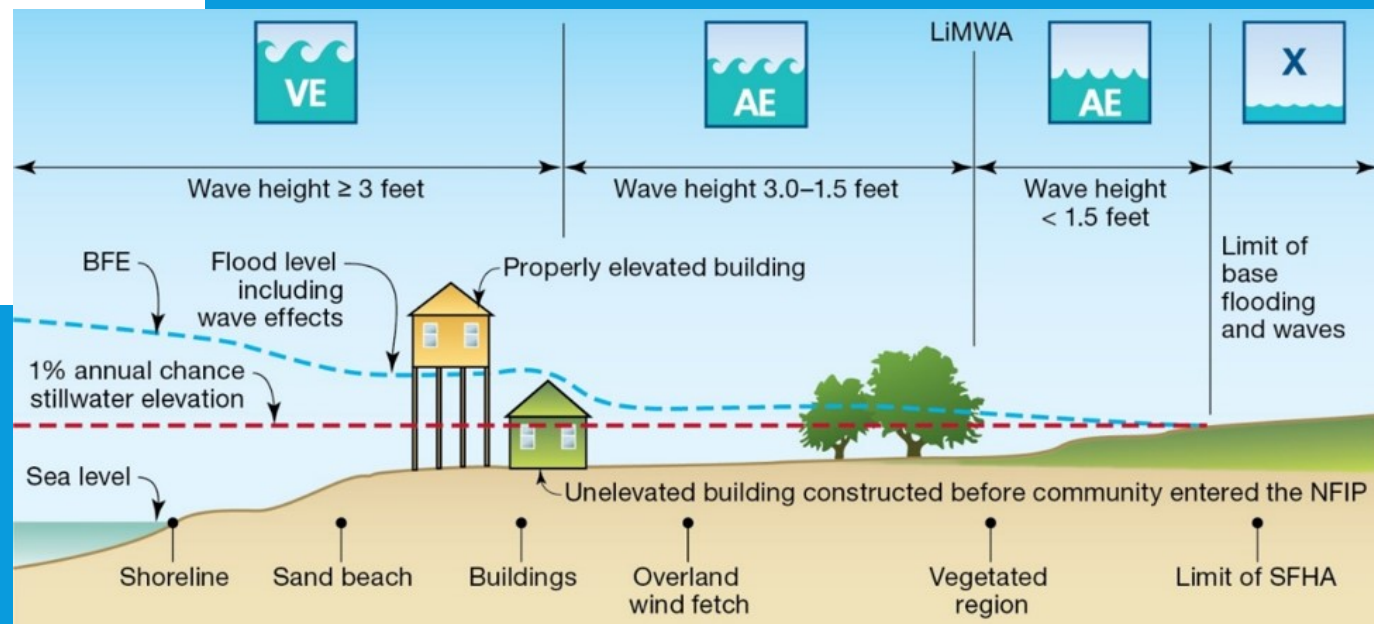 LiMWA
VE
AE
AE
X
Wave height ≥ 3 feet
Wave height 3.0–1.5 feet
Wave height
< 1.5 feet
BFE
Flood level
including
wave effects
Properly elevated building
Limit of
base
flooding
and waves
1% annual chance
stillwater elevation
Sea level
Unelevated building constructed before community entered the NFIP
Shoreline
Sand beach
Buildings
Overland
wind fetch
Vegetated
region
Limit of SFHA